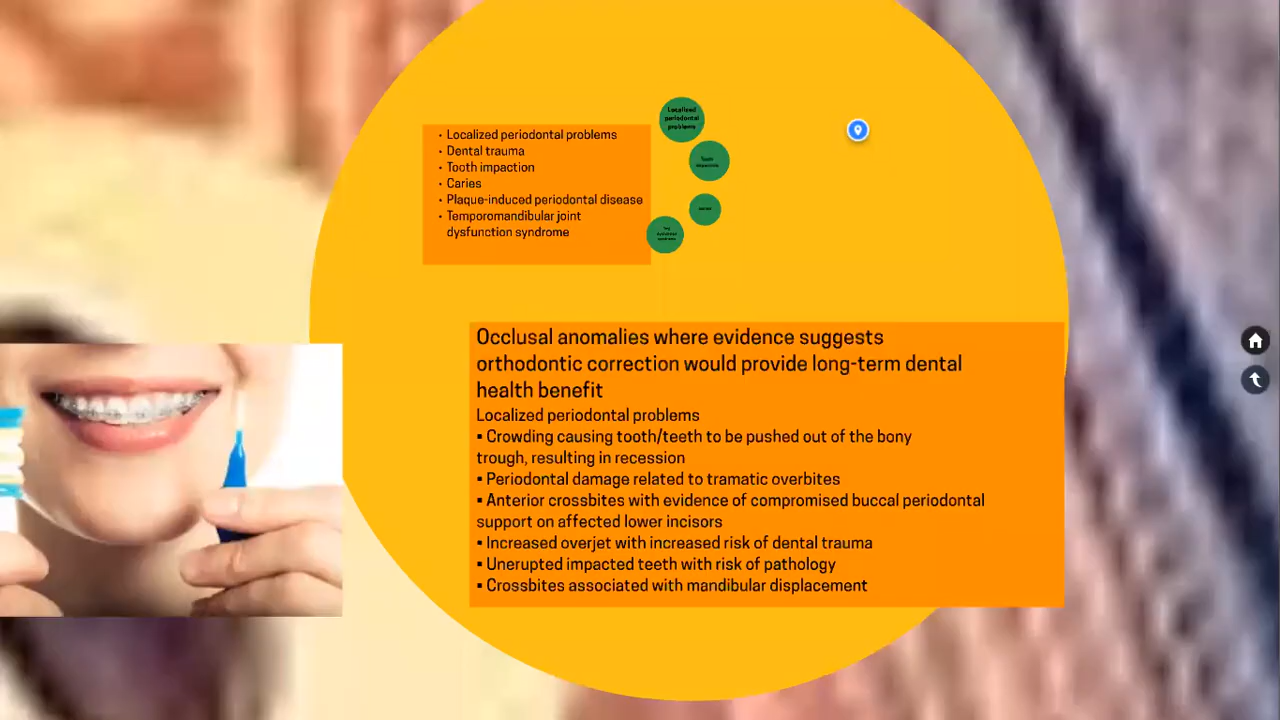 • Localized periodontal problems
• Dental trauma
• Tooth impaction
• Caries
• Plaque-induced periodontal disease
• Temporomandibular joint
dysfunction syndrome
Localized
periodontal
problems
Occlusal anomalies where evidence suggests
orthodontic correction would provide long-term dental
health benefit
Localized periodontal problems
▪ Crowding causing tooth/teeth to be pushed out of the bony
trough, resulting in recession
▪ Periodontal damage related to tramatic overbites
▪ Anterior crossbites with evidence of compromised buccal periodontal
support on affected lower incisors
▪ Increased overjet with increased risk of dental trauma
▪ Unerupted impacted teeth with risk of pathology
▪ Crossbites associated with mandibular displacement